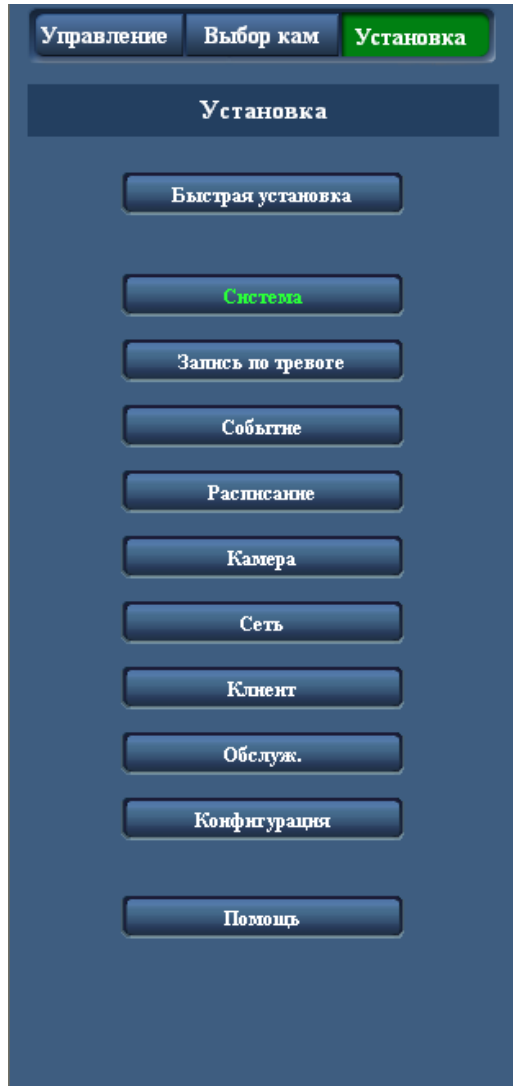 Управление Выбор кам Установка
Установка
Быстрая установка
Система
Запись по тревоге
Событие
Расписание
Камера
Сеть
Клиент
Обслуж.
Конфигурация
Помощь